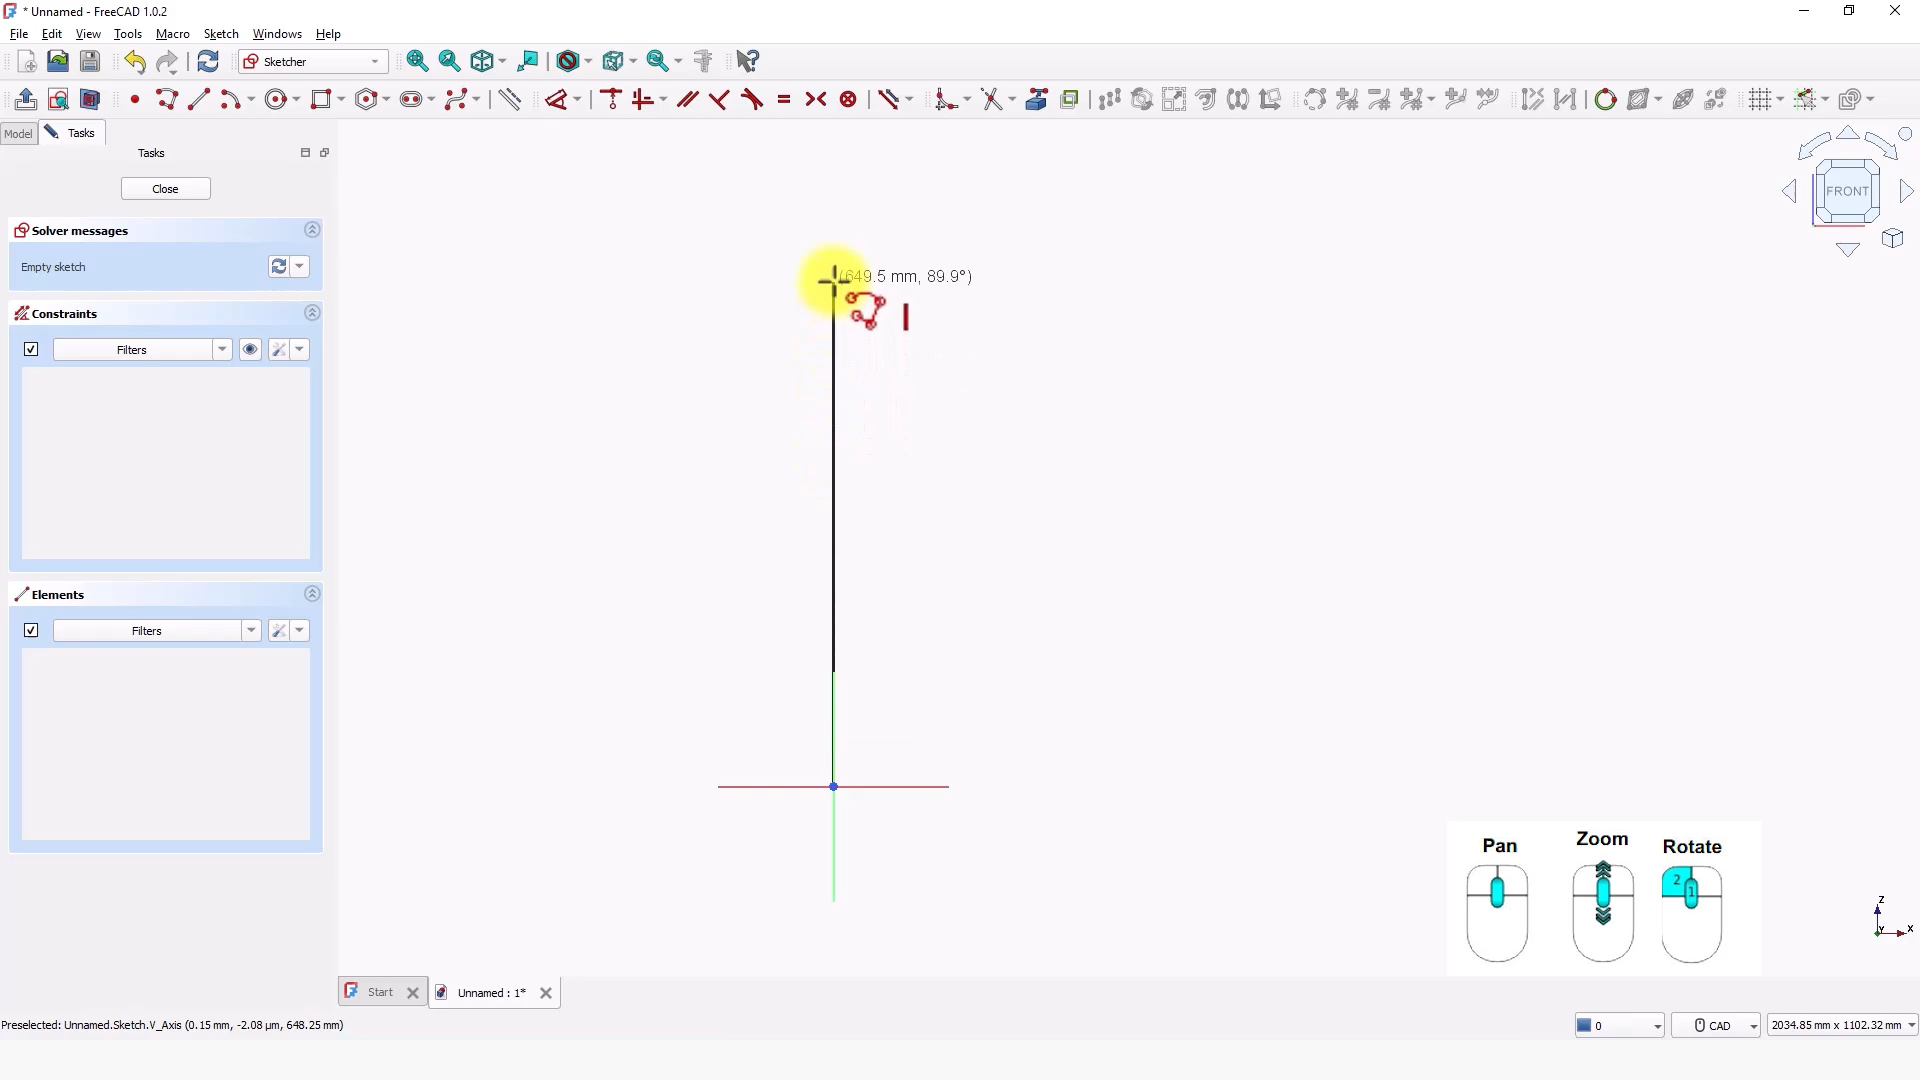 * Unnamed - FreeCAD 1.0.2
File Edit View Tools Macro Sketch Windows Help
Sketcher
Model Tasks
Tasks
Close
Solver messages
Empty sketch
Constraints
Filters
Elements
Filters
(649.5 mm, 89.9°)
FRONT
Pan Zoom Rotate
2 1
Z
Y X
Start Unnamed : 1*
Preselected: Unnamed.Sketch.V_Axis (0.15 mm, -2.08 µm, 648.25 mm)
0 CAD 2034.85 mm x 1102.32 mm